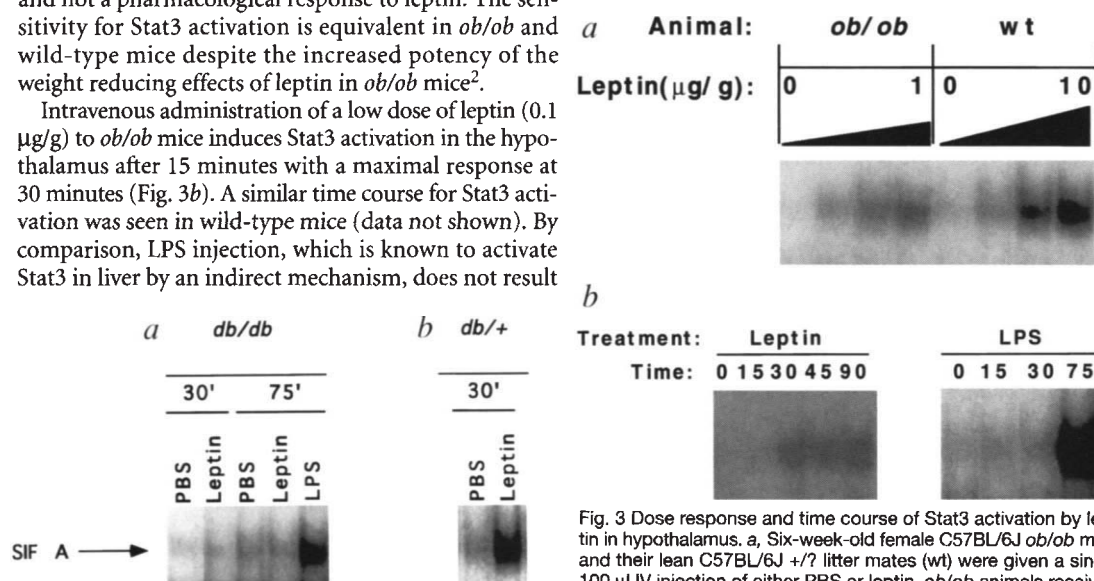 and not a pharmacological response to leptin. The sen-
sitivity for Stat3 activation is equivalent in ob/ob and
wild-type mice despite the increased potency of the
weight reducing effects of leptin in ob/ob mice2.
Intravenous administration of a low dose of leptin (0.1
µg/g) to ob/ob mice induces Stat3 activation in the hypo-
thalamus after 15 minutes with a maximal response at
30 minutes (Fig. 3b). A similar time course for Stat3 acti-
vation was seen in wild-type mice (data not shown). By
comparison, LPS injection, which is known to activate
Stat3 in liver by an indirect mechanism, does not result
a db/db
30' 75'
PBS
Leptin
PBS
Leptin
LPS
SIF A
b db/+
30'
PBS
Leptin
a Animal: ob/ob wt
Leptin(µg/g): 0 1 0 10
b
Treatment: Leptin LPS
Time: 0 15 30 45 90 0 15 30 75
Fig. 3 Dose response and time course of Stat3 activation by le
tin in hypothalamus. a, Six-week-old female C57BL/6J ob/ob m
and their lean C57BL/6J +/? litter mates (wt) were given a sin
100 µl IV injection of either PBS or leptin. ob/ob animals recei